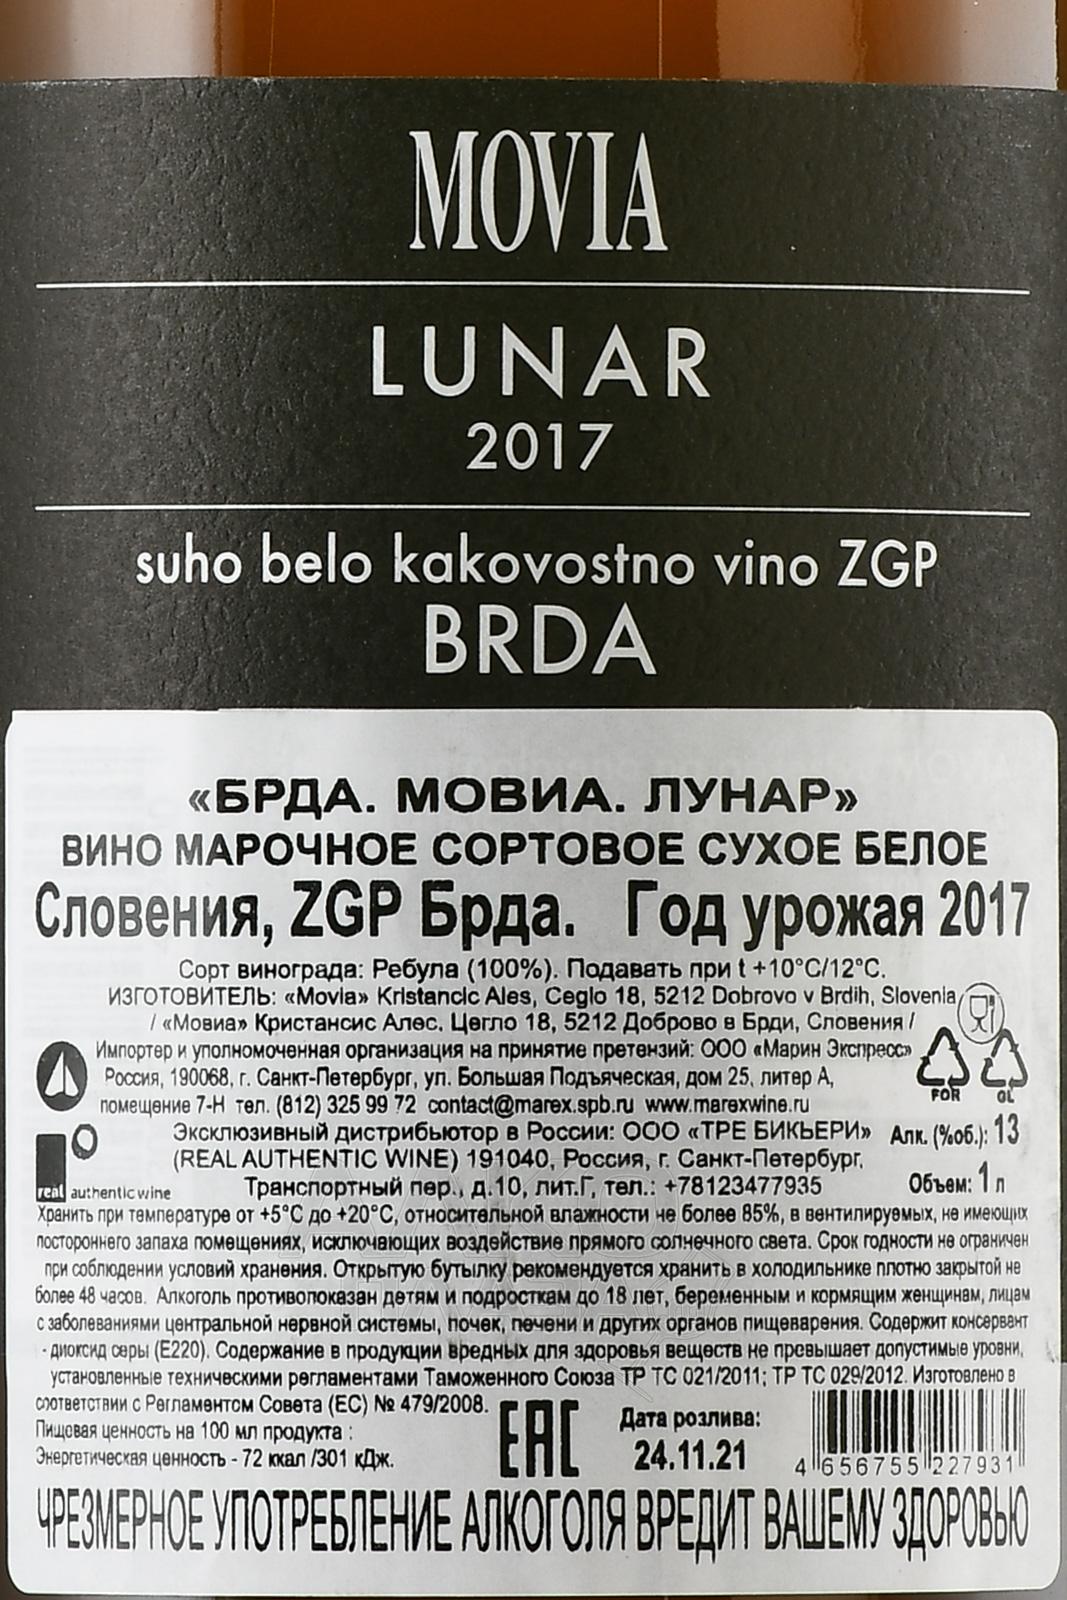 MOVIA
LUNAR
2017
suho belo kakovostno vino ZGP
BRDA
«БРДА. МОВИА. ЛУНАР»
ВИНО МАРОЧНОЕ СОРТОВОЕ СУХОЕ БЕЛОЕ
Словения, ZGP Брда. Год урожая 2017
Сорт винограда: Ребула (100%). Подавать при t +10°C/12°C.
ИЗГОТОВИТЕЛЬ: «Movia» Kristancic Ales, Ceglo 18, 5212 Dobrovo v Brdih, Slovenia
/ «Мовиа» Кристансис Алес. Цегло 18, 5212 Доброво в Брди, Словения /
Импортер и уполномоченная организация на принятие претензий: ООО «Марин Экспресс»
Россия, 190068, г. Санкт-Петербург, ул. Большая Подъяческая, дом 25, литер А,
помещение 7-Н тел. (812) 325 99 72 contact@marex.spb.ru www.marexwine.ru
FOR
GL
Эксклюзивный дистрибьютор в России: ООО «ТРЕ БИКЬЕРИ»
(REAL AUTHENTIC WINE) 191040, Россия, г. Санкт-Петербург,
Транспортный пер., д.10, лит.Г, тел.: +78123477935
real authentic wine
Алк. (%об.): 13
Объем: 1 л
Хранить при температуре от +5°C до +20°C, относительной влажности не более 85%, в вентилируемых, не имеющих
постороннего запаха помещениях, исключающих воздействие прямого солнечного света. Срок годности не ограничен
при соблюдении условий хранения. Открытую бутылку рекомендуется хранить в холодильнике плотно закрытой не
более 48 часов. Алкоголь противопоказан детям и подросткам до 18 лет, беременным и кормящим женщинам, лицам
с заболеваниями центральной нервной системы, почек, печени и других органов пищеварения. Содержит консервант
- диоксид серы (Е220). Содержание в продукции вредных для здоровья веществ не превышает допустимые уровни,
установленные техническими регламентами Таможенного Союза ТР ТС 021/2011; ТР ТС 029/2012. Изготовлено в
соответствии с Регламентом Совета (ЕС) № 479/2008.
Пищевая ценность на 100 мл продукта :
Энергетическая ценность - 72 ккал /301 кДж.
EAC
Дата розлива:
24.11.21
4 656755 227931
ЧРЕЗМЕРНОЕ УПОТРЕБЛЕНИЕ АЛКОГОЛЯ ВРЕДИТ ВАШЕМУ ЗДОРОВЬЮ